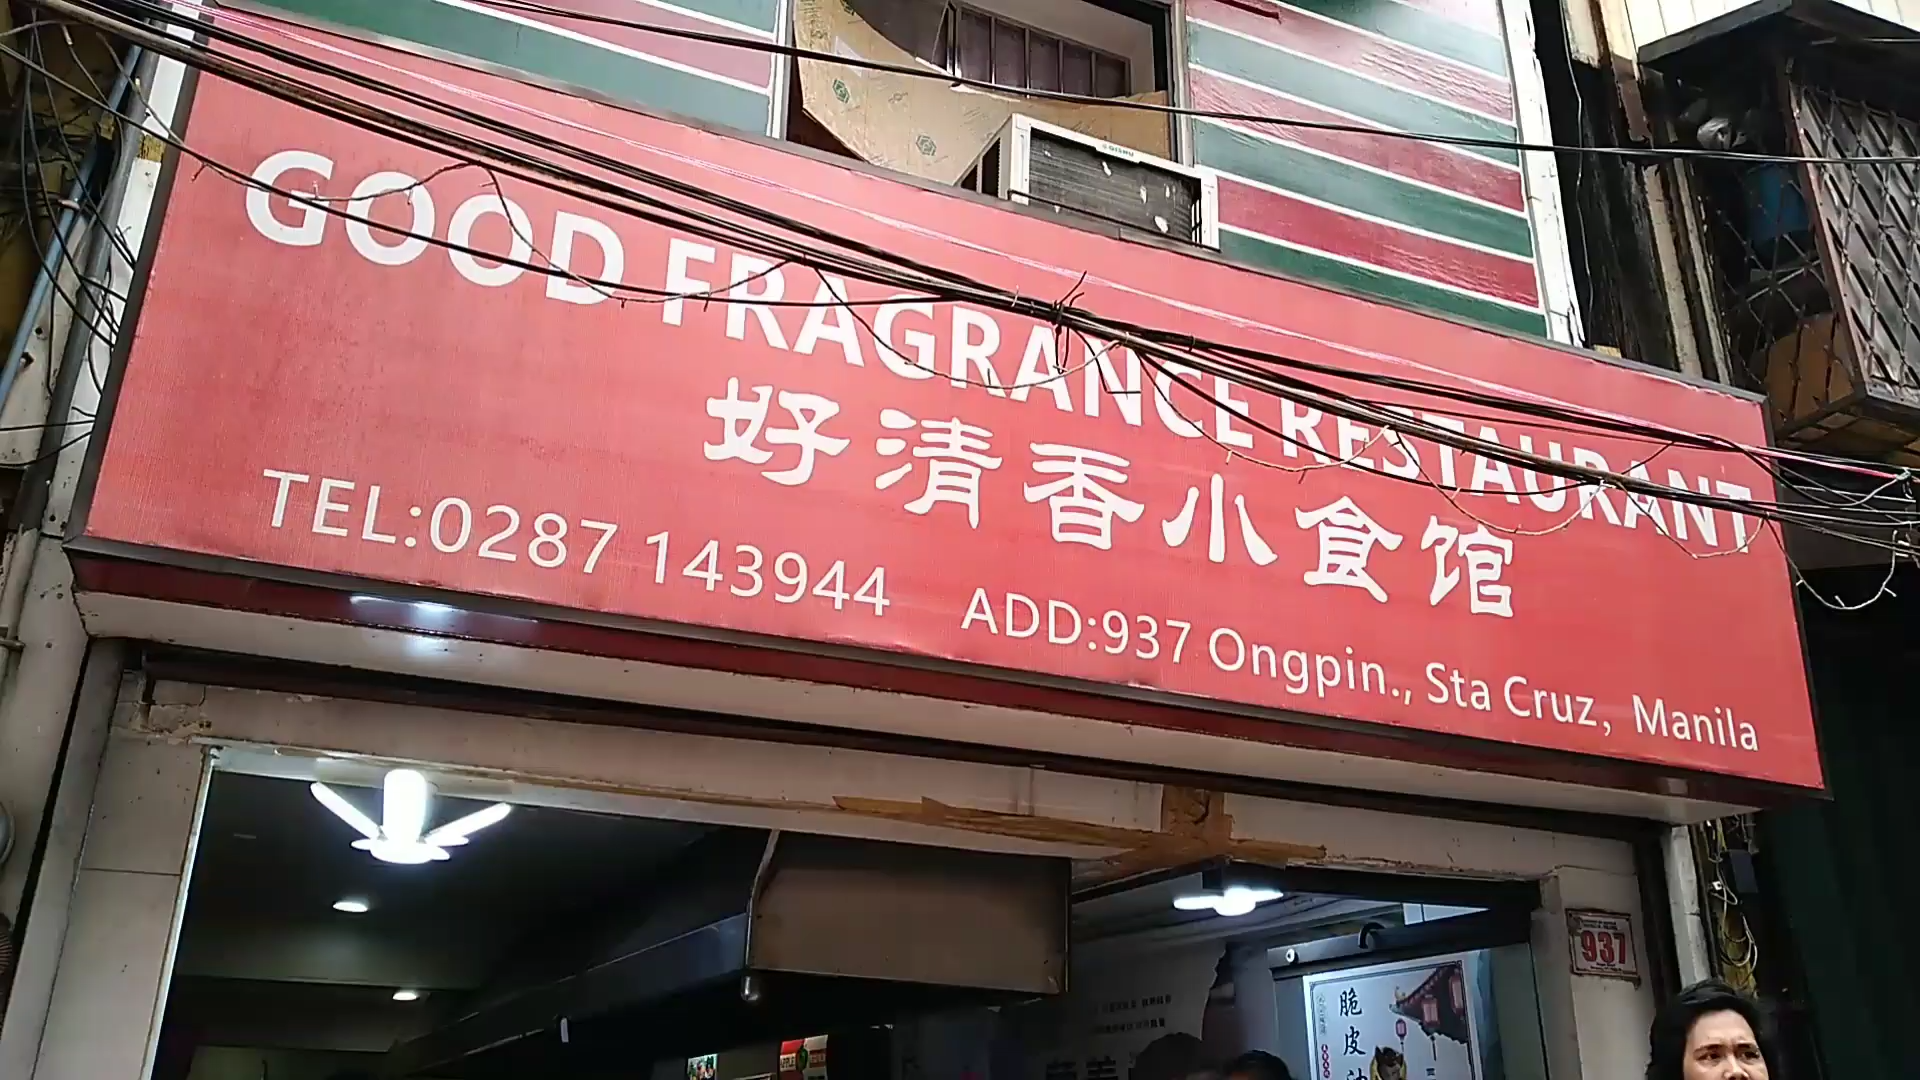 GOOD FRAGRANCE RESTAURANT
好清香小食馆
TEL:0287 143944 ADD:937 Ongpin., Sta Cruz, Manila
937
脆皮